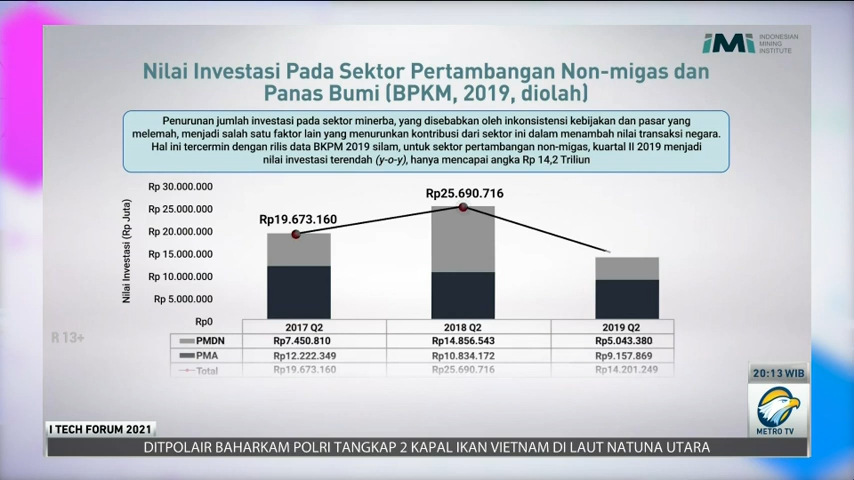 iMi INDONESIAN
MINING
INSTITUTE
Nilai Investasi Pada Sektor Pertambangan Non-migas dan
Panas Bumi (BPKM, 2019, diolah)
Penurunan jumlah investasi pada sektor minerba, yang disebabkan oleh inkonsistensi kebijakan dan pasar yang
melemah, menjadi salah satu faktor lain yang menurunkan kontribusi dari sektor ini dalam menambah nilai transaksi negara.
Hal ini tercermin dengan rilis data BKPM 2019 silam, untuk sektor pertambangan non-migas, kuartal II 2019 menjadi
nilai investasi terendah (y-o-y), hanya mencapai angka Rp 14,2 Triliun
Nilai Investasi (Rp Juta)
Rp 30.000.000
Rp 25.000.000
Rp 20.000.000
Rp 15.000.000
Rp 10.000.000
Rp 5.000.000
Rp0
Rp19.673.160
Rp25.690.716
2017 Q2 2018 Q2 2019 Q2
PMDN Rp7.450.810 Rp14.856.543 Rp5.043.380
PMA Rp12.222.349 Rp10.834.172 Rp9.157.869
Total Rp19.673.160 Rp25.690.716 Rp14.201.249
R 13+
20:13 WIB
METRO TV
I TECH FORUM 2021
DITPOLAIR BAHARKAM POLRI TANGKAP 2 KAPAL IKAN VIETNAM DI LAUT NATUNA UTARA